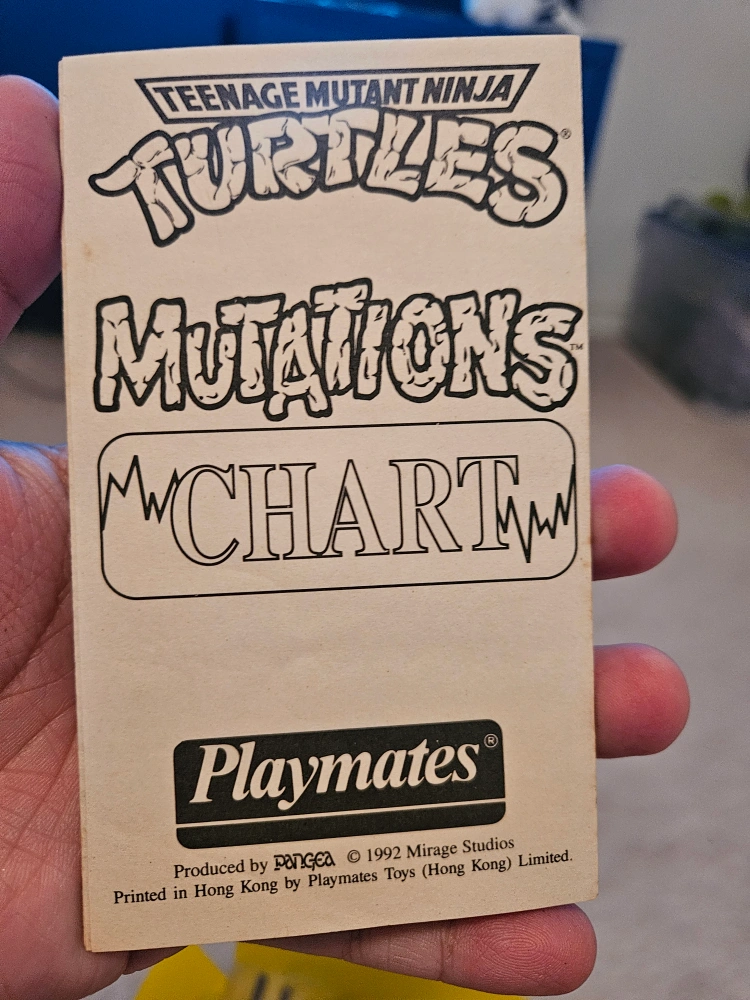 TEENAGE MUTANT NINJA
TURTLES®
MUTATIONS™
CHART
Playmates®
Produced by PANGEA © 1992 Mirage Studios
Printed in Hong Kong by Playmates Toys (Hong Kong) Limited.